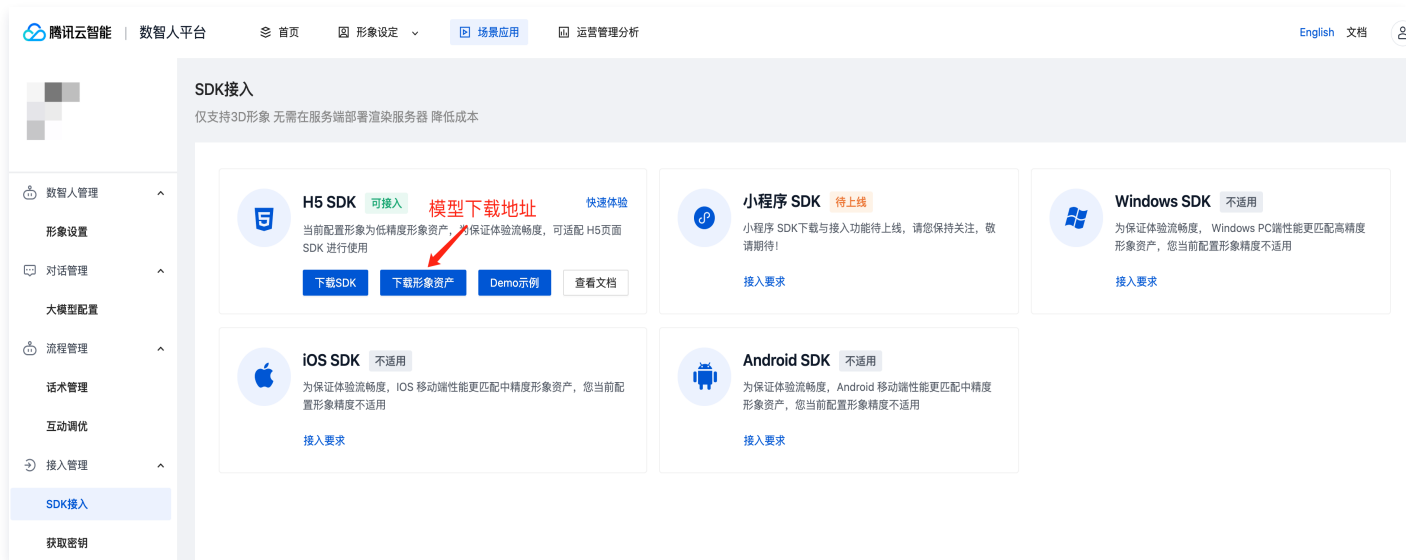 腾讯云智能 | 数智人平台 首页 形象设定 场景应用 运营管理分析 English 文档
SDK接入
仅支持3D形象 无需在服务端部署渲染服务器 降低成本
数智人管理
形象设置
对话管理
大模型配置
流程管理
话术管理
互动调优
接入管理
SDK接入
获取密钥
H5 SDK 可接入 模型下载地址 快速体验
当前配置形象为低精度形象资产，为保证体验流畅度，可适配 H5页面
SDK 进行使用
下载SDK 下载形象资产 Demo示例 查看文档
小程序 SDK 待上线
小程序 SDK下载与接入功能待上线，请您保持关注，敬
请期待！
接入要求
Windows SDK 不适用
为保证体验流畅度， Windows PC端性能更匹配高精度
形象资产，您当前配置形象精度不适用
接入要求
iOS SDK 不适用
为保证体验流畅度，IOS 移动端性能更匹配中精度形象资产，您当前配
置形象精度不适用
接入要求
Android SDK 不适用
为保证体验流畅度，Android 移动端性能更匹配中精度
形象资产，您当前配置形象精度不适用
接入要求